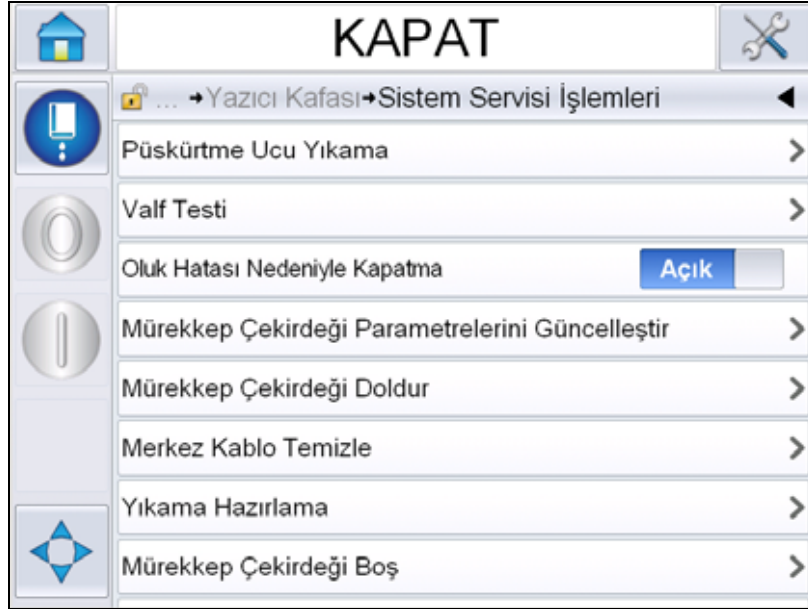 KAPAT
... →Yazıcı Kafası→Sistem Servisi İşlemleri
Püskürtme Ucu Yıkama
Valf Testi
Oluk Hatası Nedeniyle Kapatma Açık
Mürekkep Çekirdeği Parametrelerini Güncelleştir
Mürekkep Çekirdeği Doldur
Merkez Kablo Temizle
Yıkama Hazırlama
Mürekkep Çekirdeği Boş